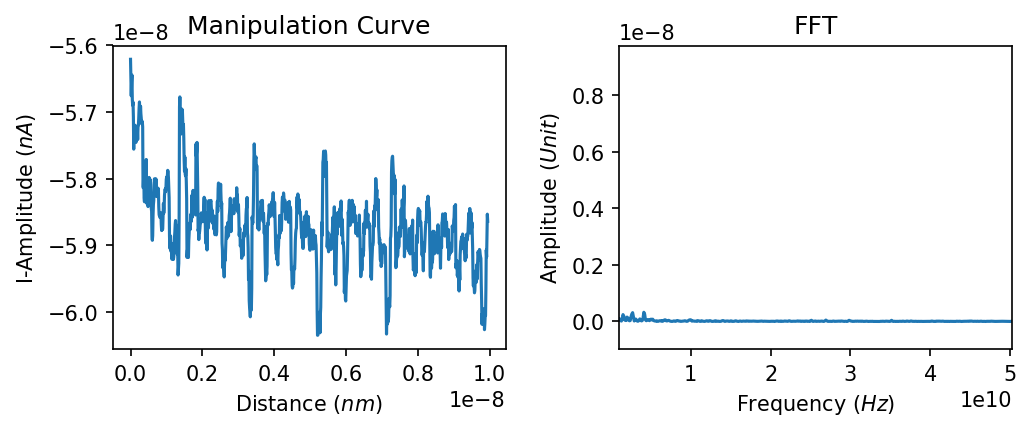 Manipulation Curve
1e−8
−5.6
−5.7
−5.8
−5.9
−6.0
I-Amplitude (nA)
0.0 0.2 0.4 0.6 0.8 1.0
Distance (nm)
1e−8
FFT
1e−8
0.8
0.6
0.4
0.2
0.0
Amplitude (Unit)
1 2 3 4 5
Frequency (Hz)
1e10